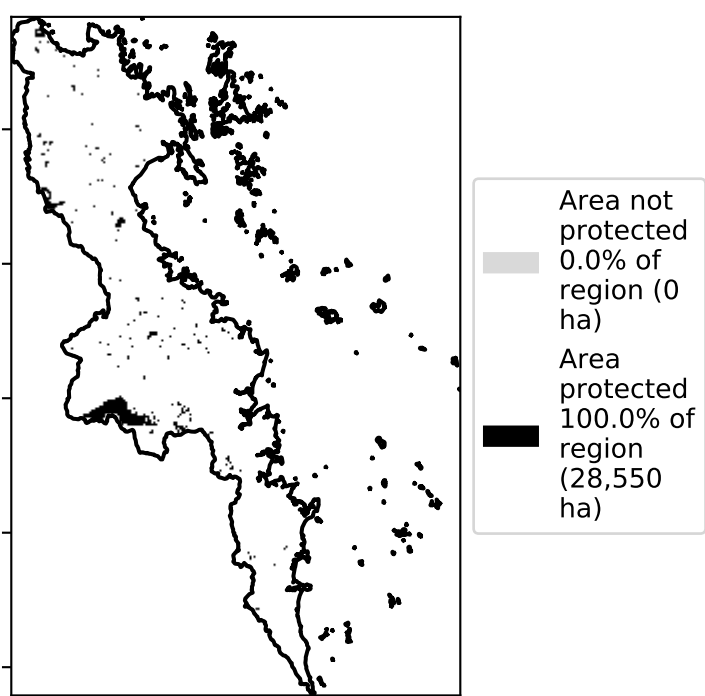 Area not
protected
0.0% of
region (0
ha)
Area
protected
100.0% of
region
(28,550
ha)